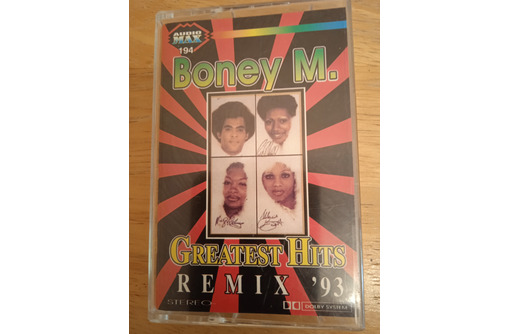 AUDIO
MAX
194
Boney M.
GREATEST HITS
REMIX '93
STEREO
DOLBY SYSTEM